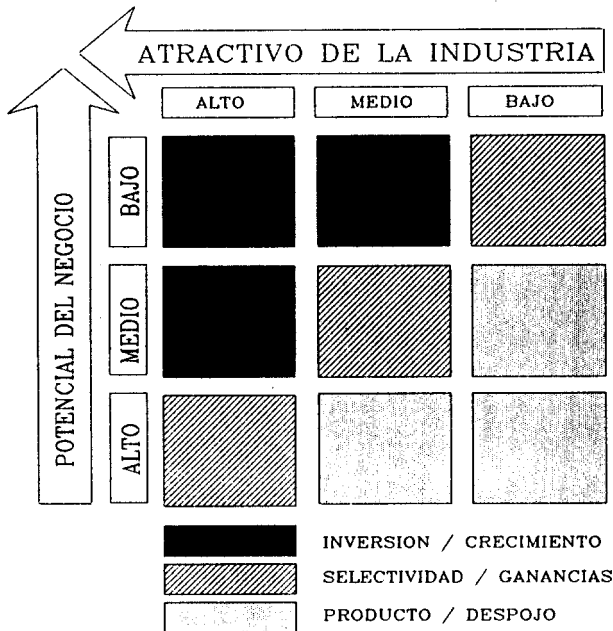 ATRACTIVO DE LA INDUSTRIA
ALTO MEDIO BAJO
POTENCIAL DEL NEGOCIO
BAJO
MEDIO
ALTO
INVERSION / CRECIMIENTO
SELECTIVIDAD / GANANCIAS
PRODUCTO / DESPOJO